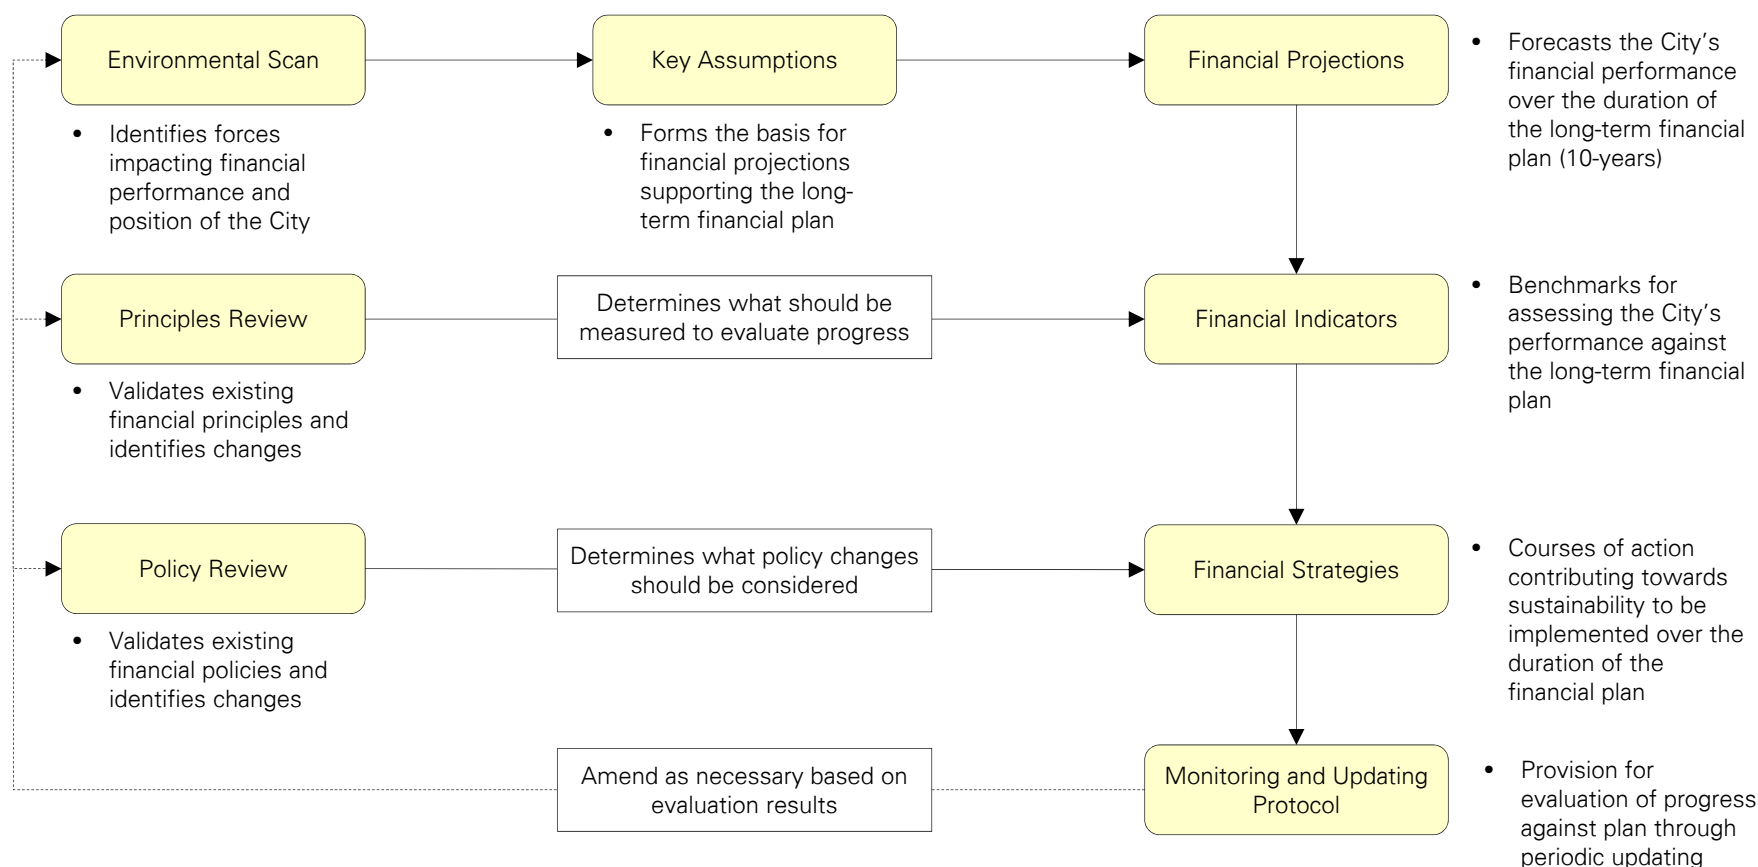 Environmental Scan
Key Assumptions
Financial Projections
• Forecasts the City’s
financial performance
over the duration of
the long-term financial
plan (10-years)
• Identifies forces
impacting financial
performance and
position of the City
• Forms the basis for
financial projections
supporting the long-
term financial plan
Principles Review
Determines what should be
measured to evaluate progress
Financial Indicators
• Benchmarks for
assessing the City’s
performance against
the long-term financial
plan
• Validates existing
financial principles and
identifies changes
Policy Review
Determines what policy changes
should be considered
Financial Strategies
• Courses of action
contributing towards
sustainability to be
implemented over the
duration of the
financial plan
• Validates existing
financial policies and
identifies changes
Amend as necessary based on
evaluation results
Monitoring and Updating
Protocol
• Provision for
evaluation of progress
against plan through
periodic updating